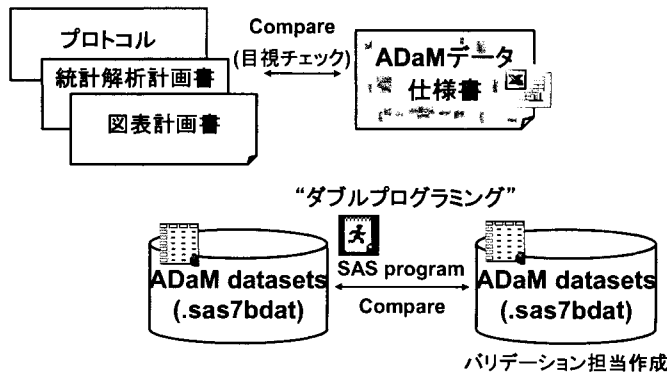 プロトコル
統計解析計画書
図表計画書
Compare
(目視チェック)
ADaMデータ
仕様書
“ダブルプログラミング”
SAS program
Compare
ADaM datasets
(.sas7bdat)
ADaM datasets
(.sas7bdat)
バリデーション担当作成